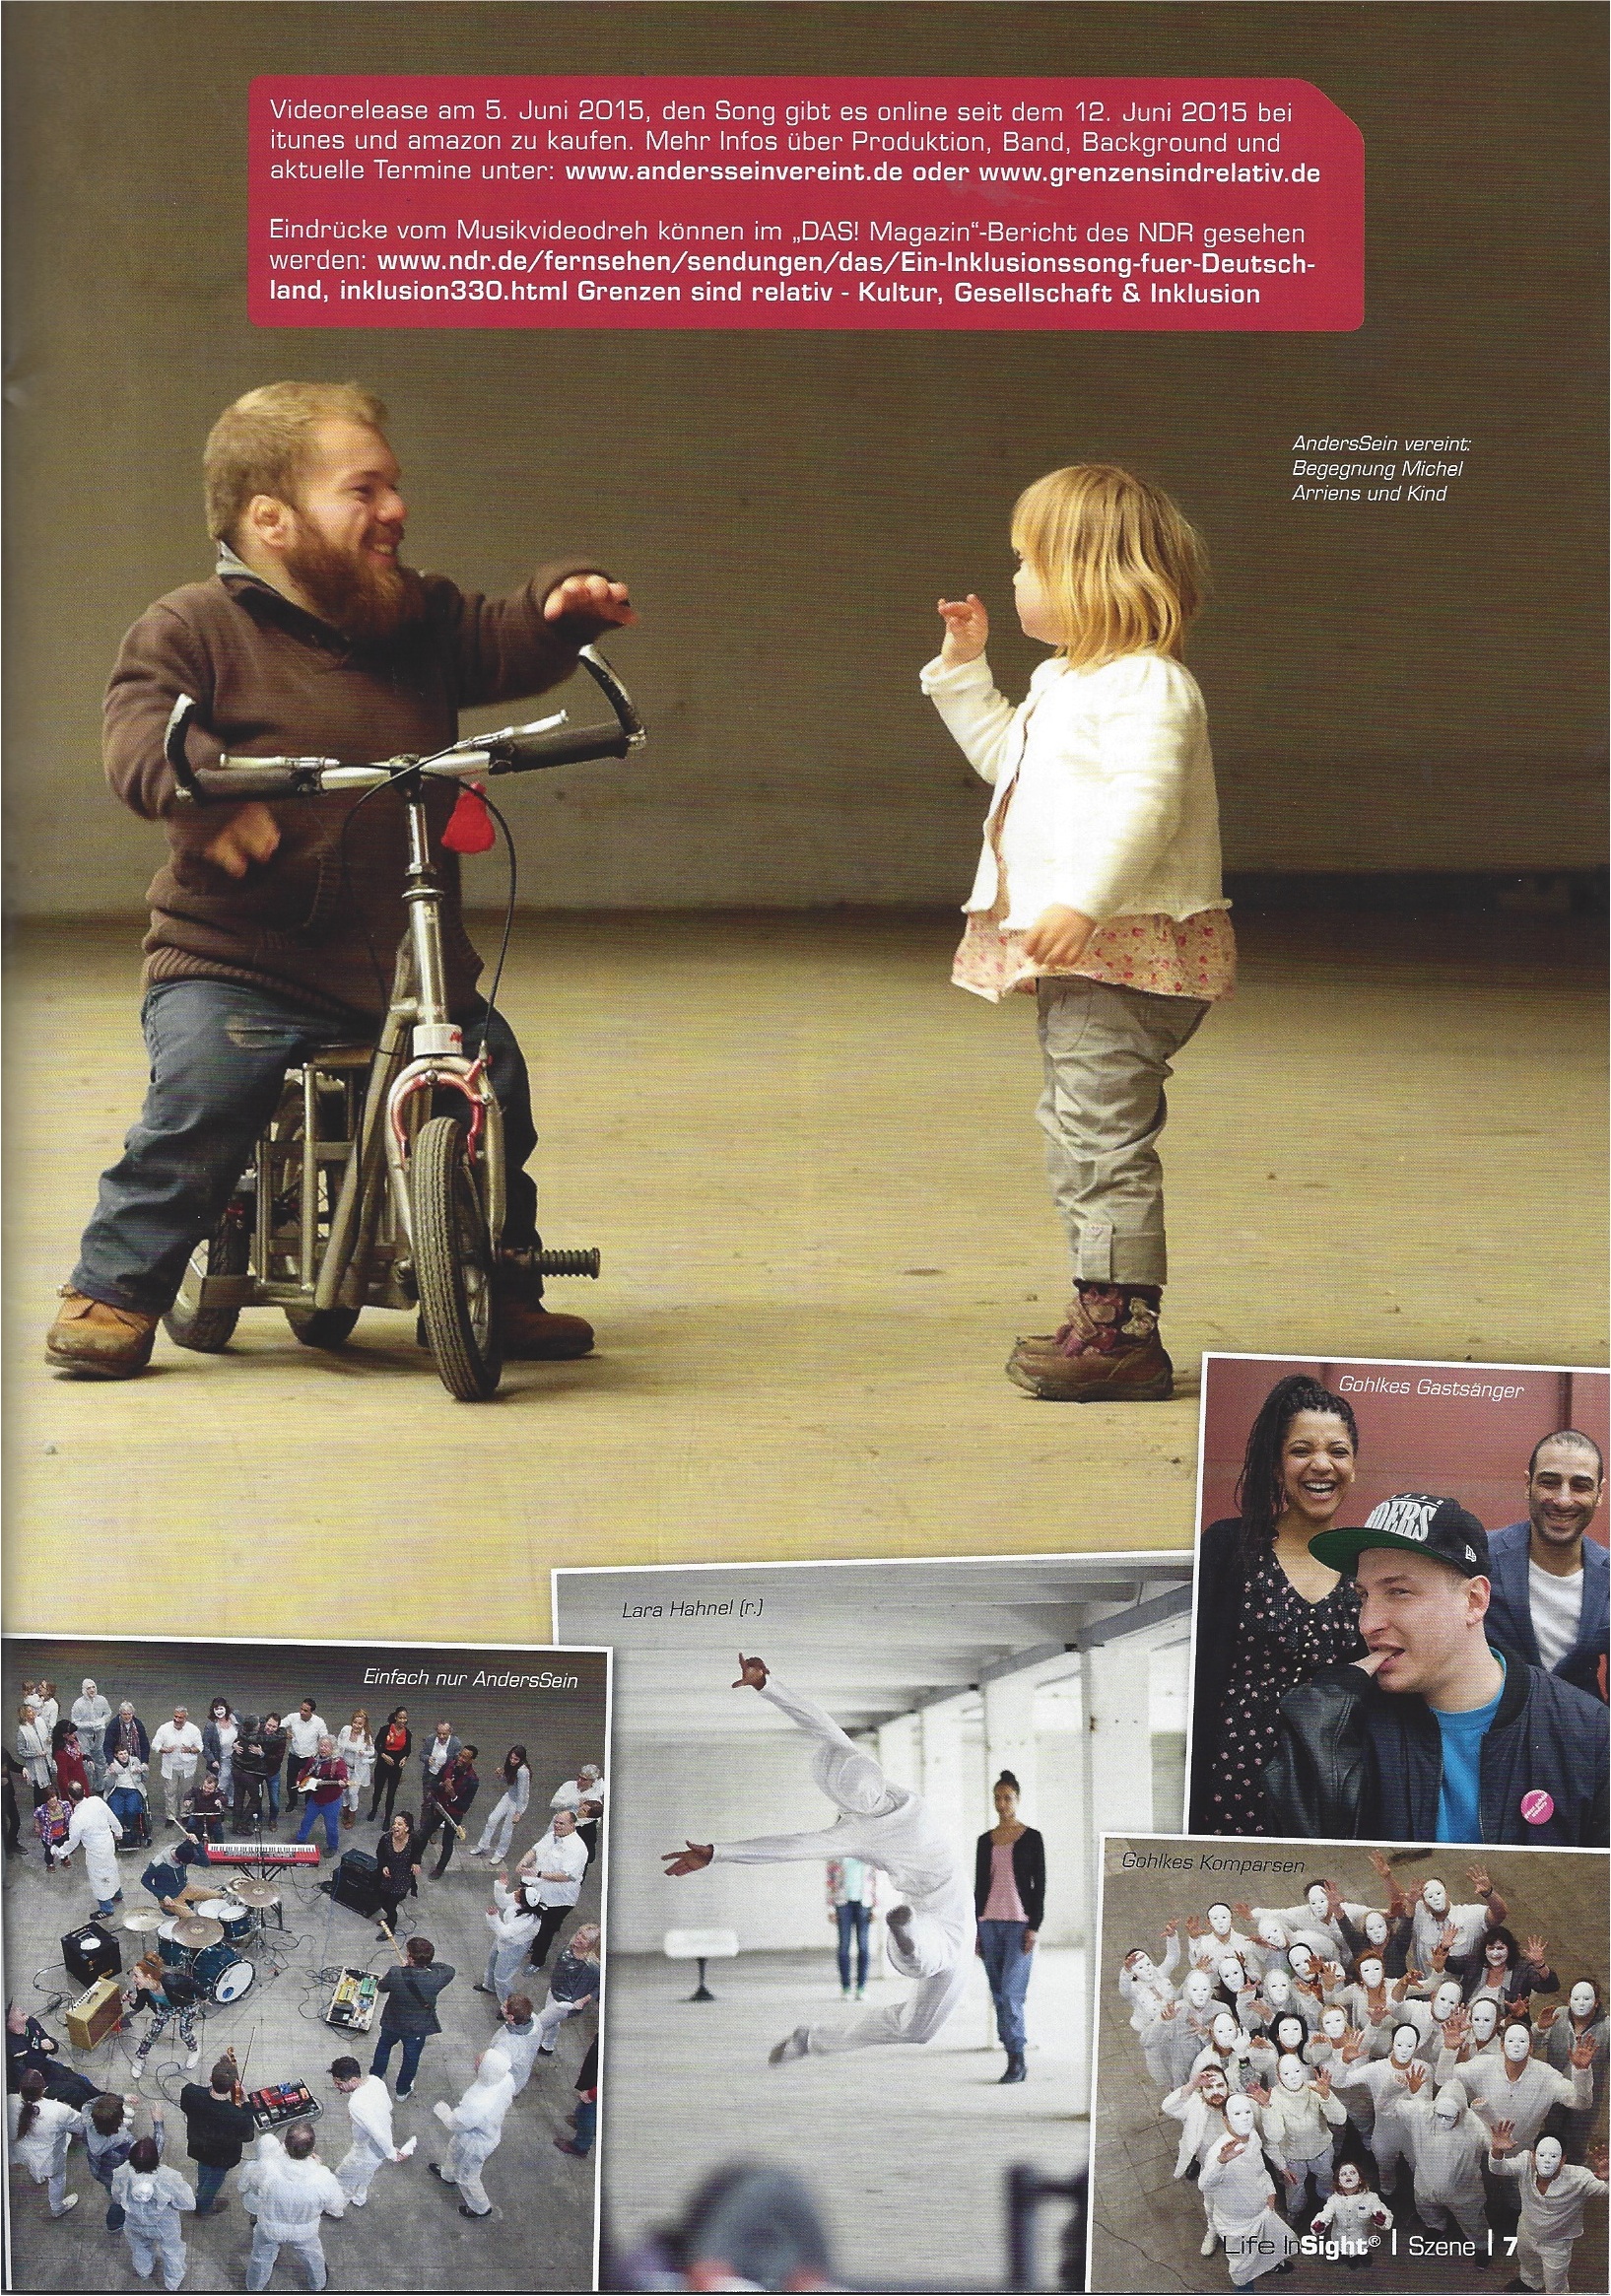 Videorelease am 5. Juni 2015, den Song gibt es online seit dem 12. Juni 2015 bei
itunes und amazon zu kaufen. Mehr Infos über Produktion, Band, Background und
aktuelle Termine unter: www.andersseinvereint.de oder www.grenzensindrelativ.de
Eindrücke vom Musikvideodreh können im „DAS! Magazin“-Bericht des NDR gesehen
werden: www.ndr.de/fernsehen/sendungen/das/Ein-Inklusionssong-fuer-Deutsch-
land, inklusion330.html Grenzen sind relativ - Kultur, Gesellschaft & Inklusion
AndersSein vereint:
Begegnung Michel
Arriens und Kind
Gohlkes Gastsänger
Lara Hahnel (r.)
Einfach nur AndersSein
Gohlkes Komparsen
Life InSight® | Szene | 7